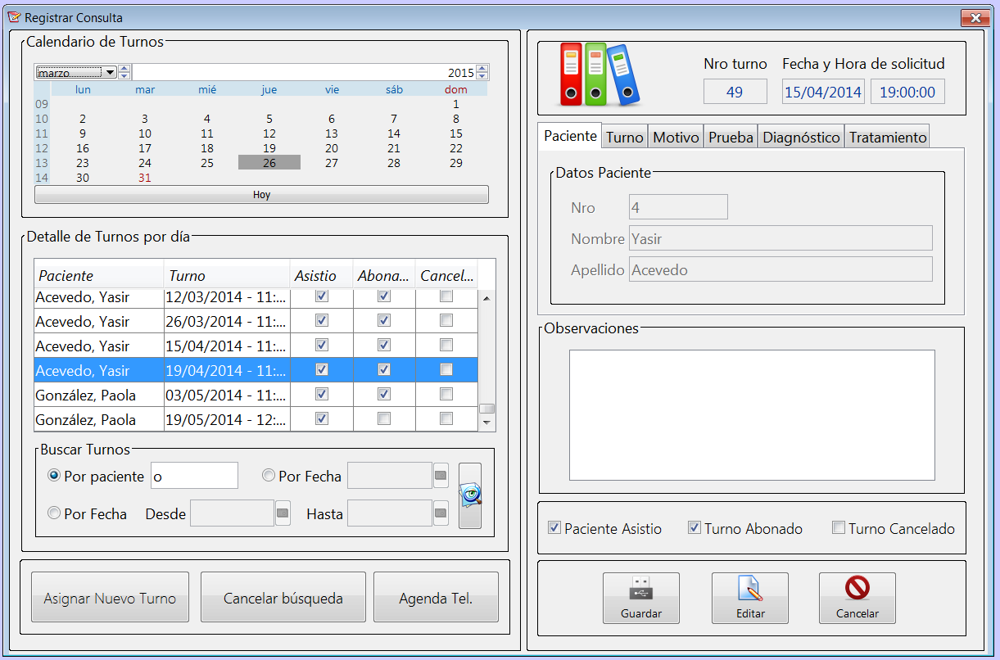 Registrar Consulta
Calendario de Turnos
marzo 2015
lun mar mié jue vie sáb dom
09 1
10 2 3 4 5 6 7 8
11 9 10 11 12 13 14 15
12 16 17 18 19 20 21 22
13 23 24 25 26 27 28 29
14 30 31
Hoy
Detalle de Turnos por día
Paciente Turno Asistio Abona... Cancel...
Acevedo, Yasir 12/03/2014 - 11:...
Acevedo, Yasir 26/03/2014 - 11:...
Acevedo, Yasir 15/04/2014 - 11:...
Acevedo, Yasir 19/04/2014 - 11:...
González, Paola 03/05/2014 - 11:...
González, Paola 19/05/2014 - 12:...
Buscar Turnos
Por paciente o Por Fecha
Por Fecha Desde Hasta
Asignar Nuevo Turno Cancelar búsqueda Agenda Tel.
Nro turno Fecha y Hora de solicitud
49 15/04/2014 19:00:00
Paciente Turno Motivo Prueba Diagnóstico Tratamiento
Datos Paciente
Nro 4
Nombre Yasir
Apellido Acevedo
Observaciones
Paciente Asistio Turno Abonado Turno Cancelado
Guardar Editar Cancelar